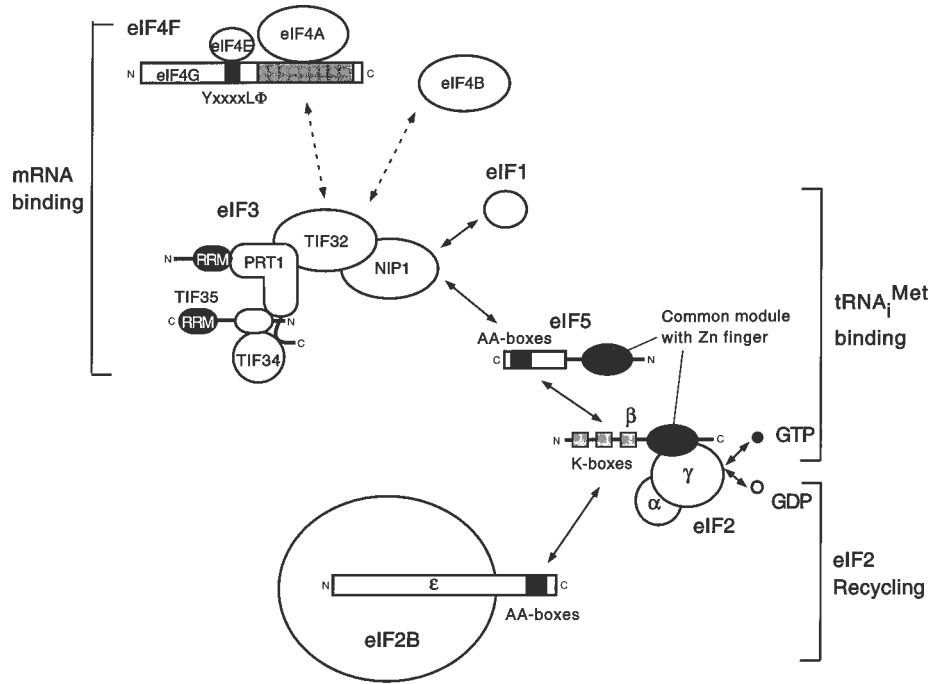 eIF4F
eIF4E
eIF4A
N
eIF4G
C
YxxxxLΦ
eIF4B
mRNA
binding
eIF1
eIF3
TIF32
NIP1
N
RRM
PRT1
TIF35
C
RRM
N
C
TIF34
tRNAiMet
binding
eIF5
AA-boxes
C
N
Common module
with Zn finger
β
N
C
K-boxes
GTP
γ
α
GDP
eIF2
eIF2
Recycling
N
ε
C
AA-boxes
eIF2B